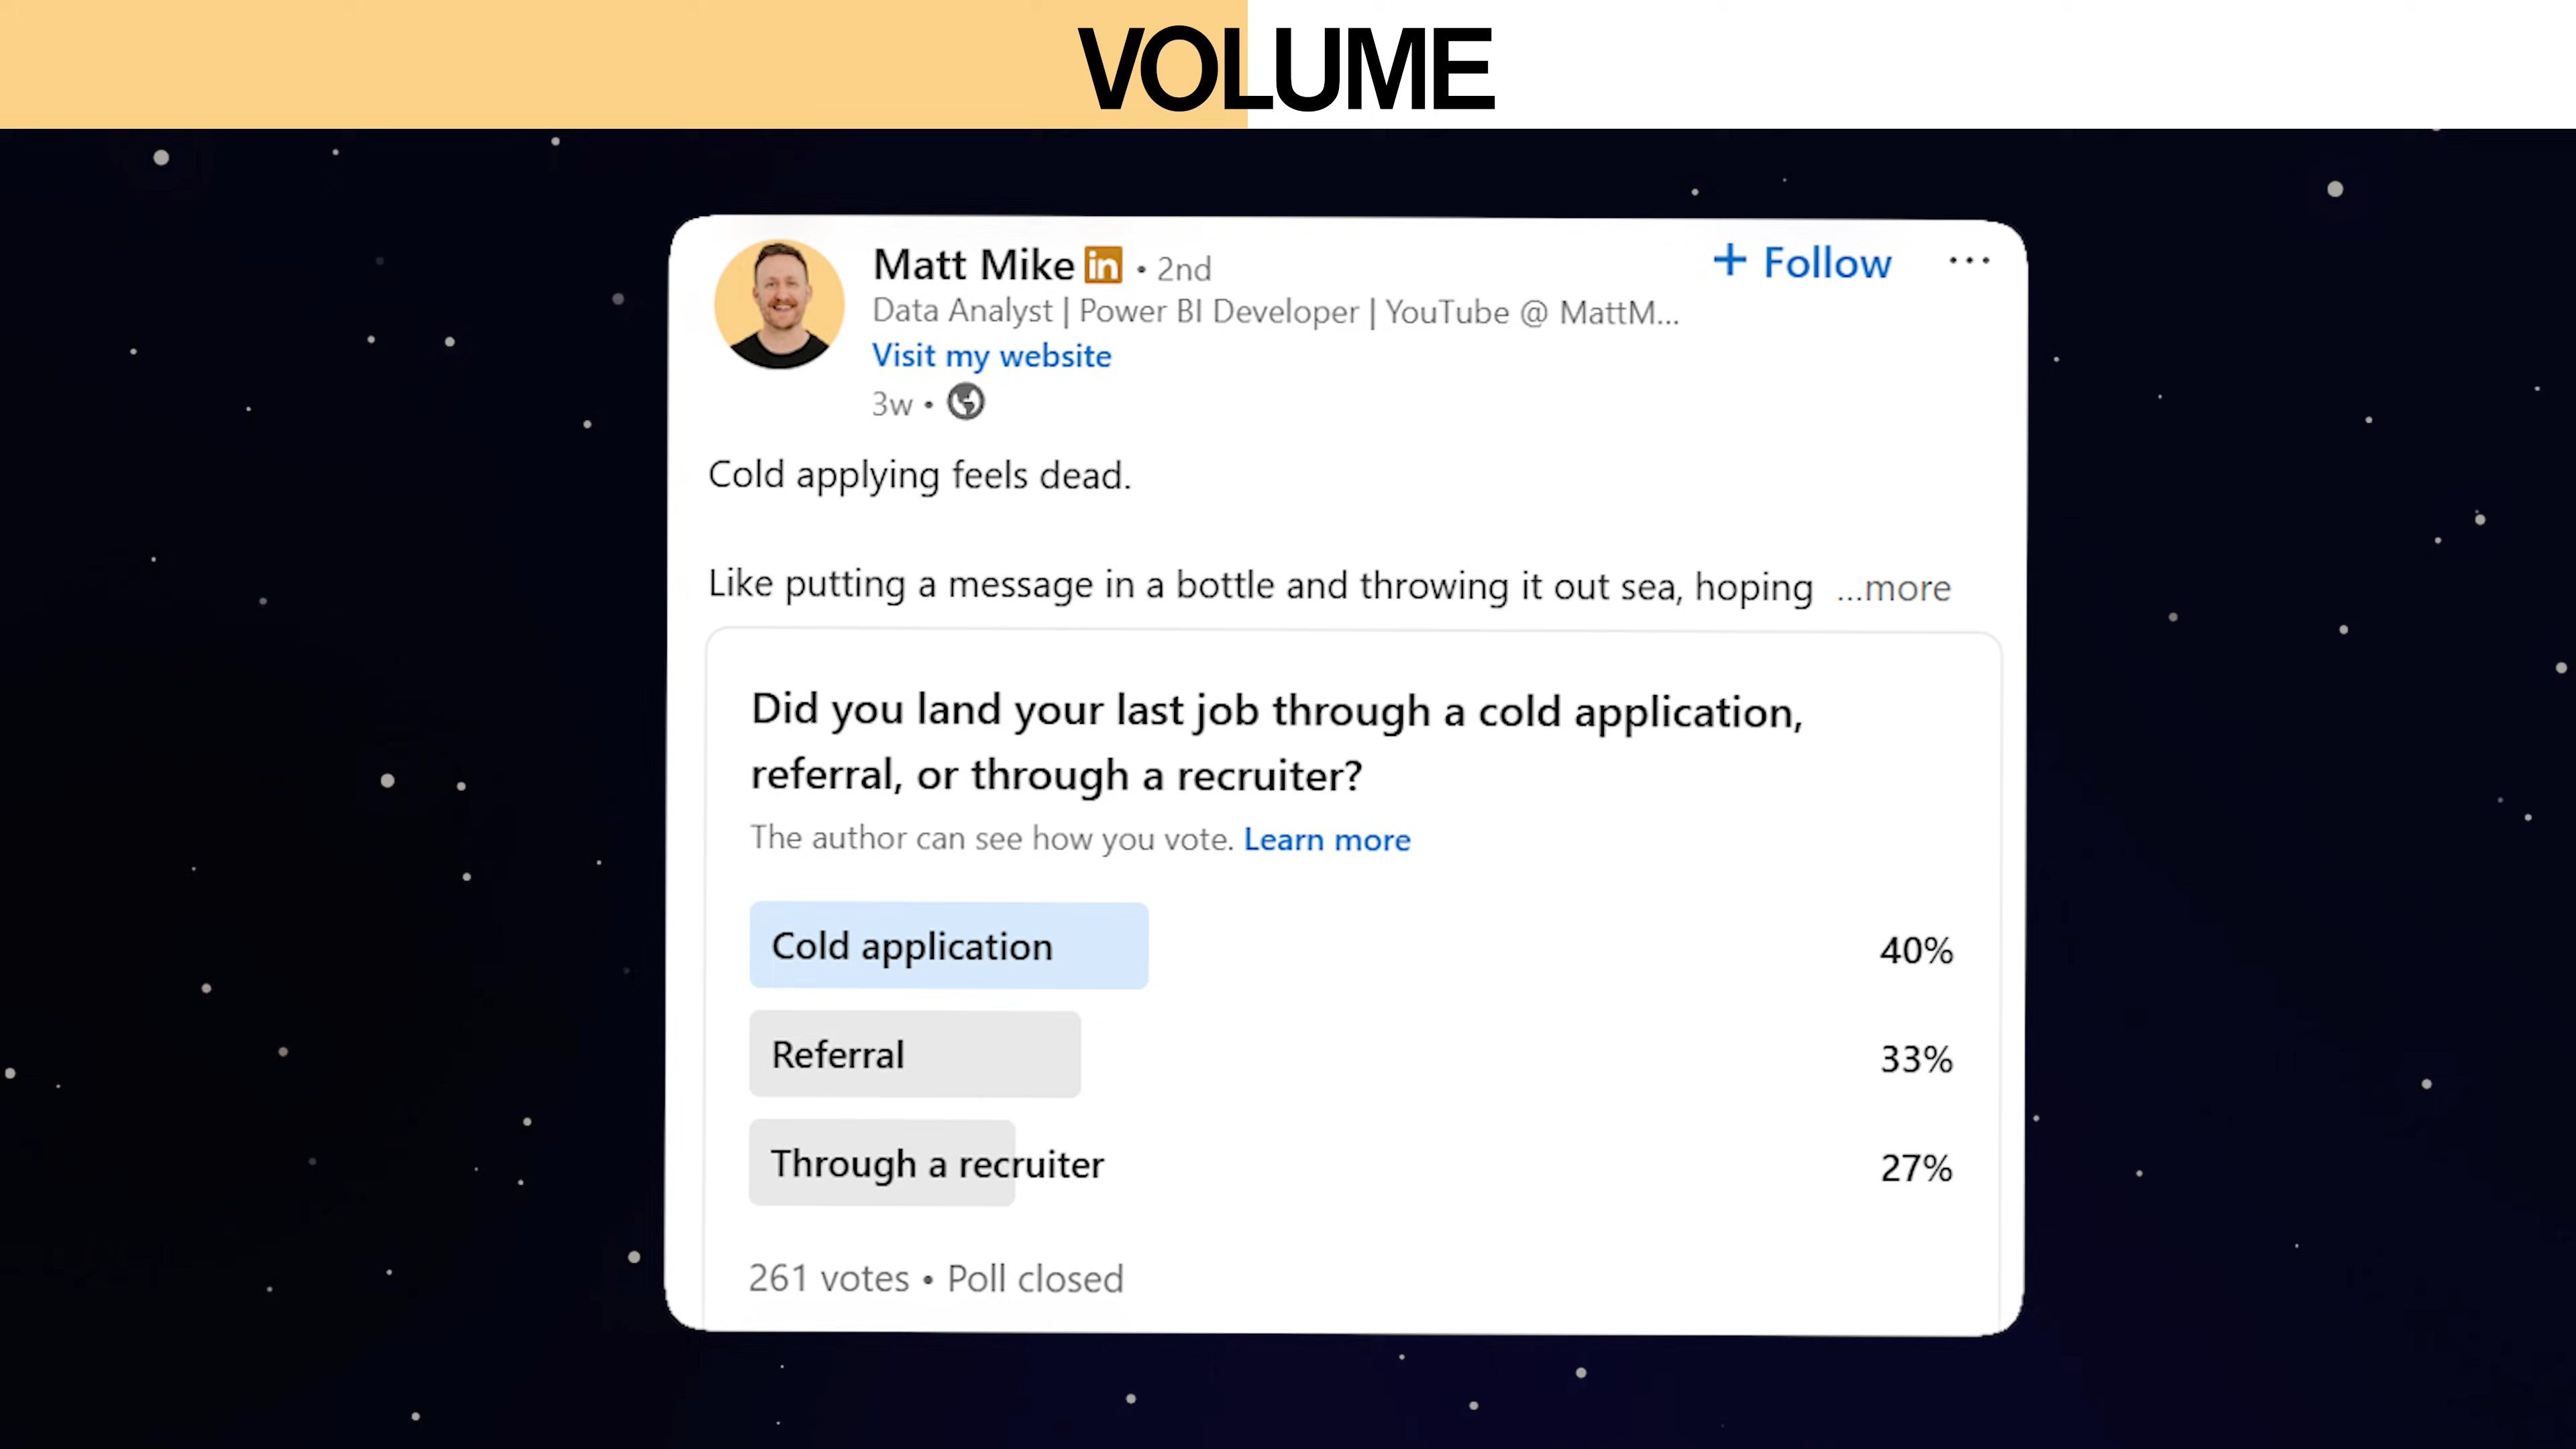 VOLUME
Matt Mike in • 2nd
+ Follow ...
Data Analyst | Power BI Developer | YouTube @ MattM...
Visit my website
3w •
Cold applying feels dead.
Like putting a message in a bottle and throwing it out sea, hoping ...more
Did you land your last job through a cold application,
referral, or through a recruiter?
The author can see how you vote. Learn more
Cold application 40%
Referral 33%
Through a recruiter 27%
261 votes • Poll closed